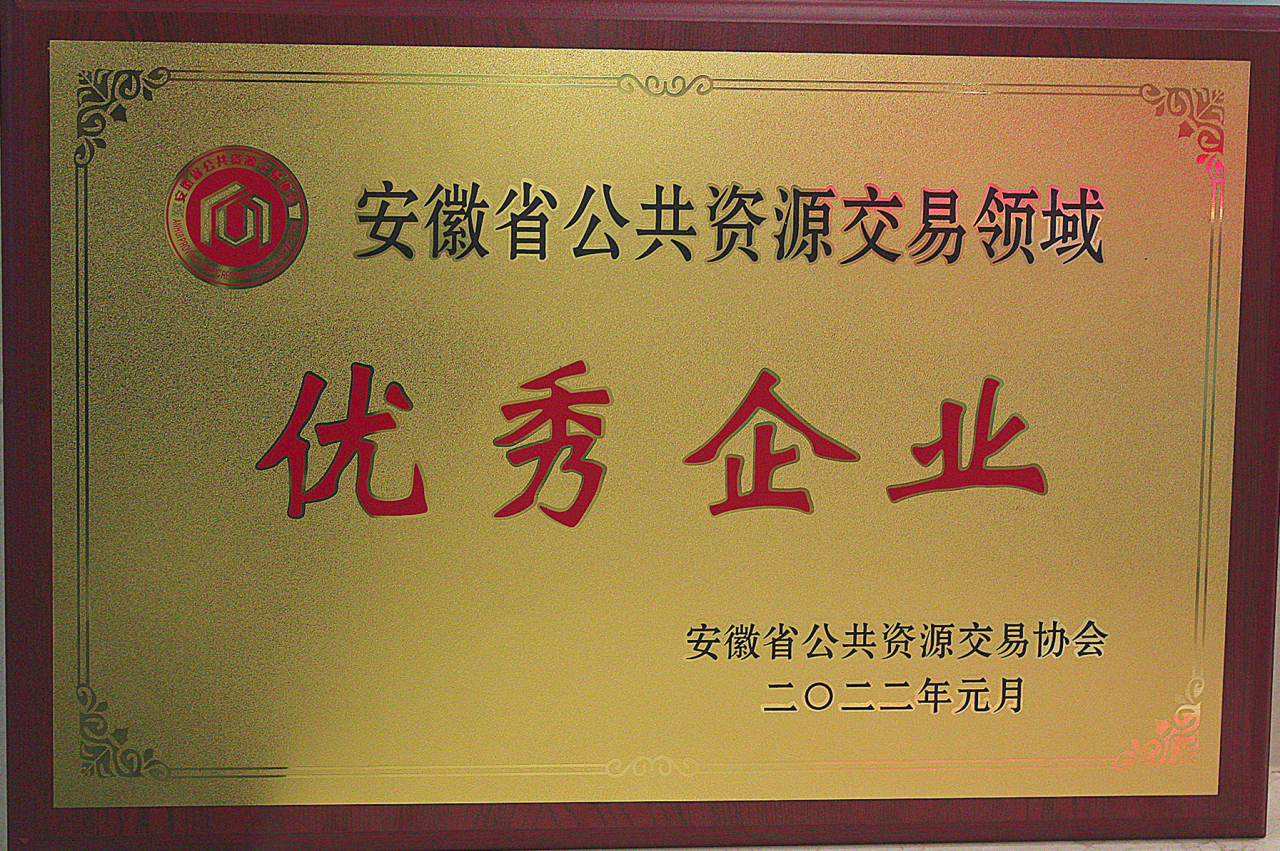 安徽省公共资源交易领域
优秀企业
安徽省公共资源交易协会
二〇二二年元月